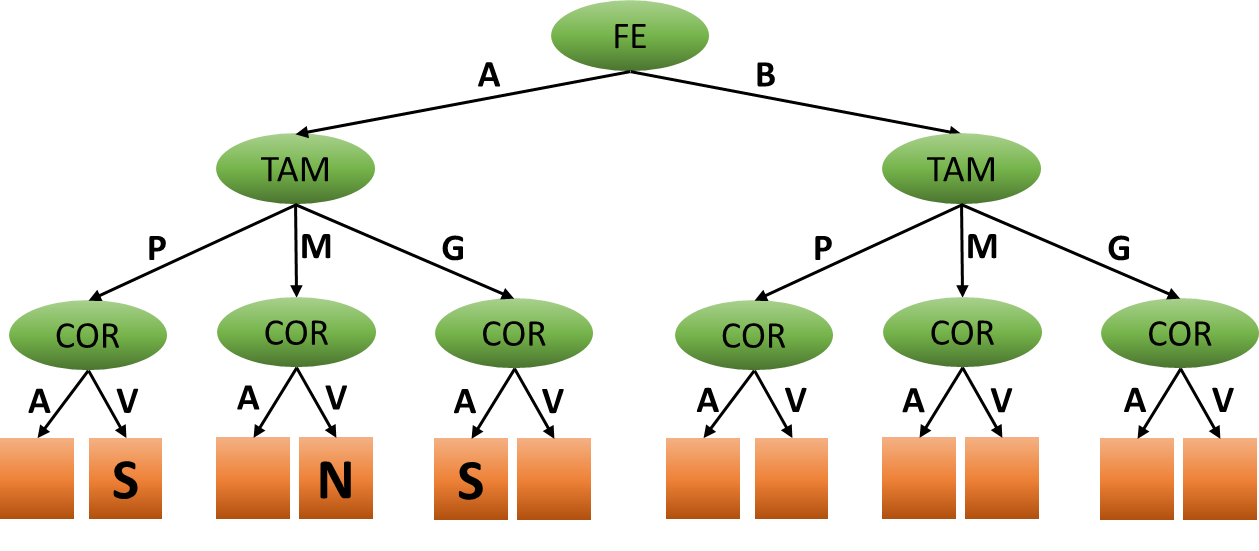 FE
A B
TAM TAM
P M G P M G
COR COR COR COR COR COR
A V A V A V A V A V A V
S N S